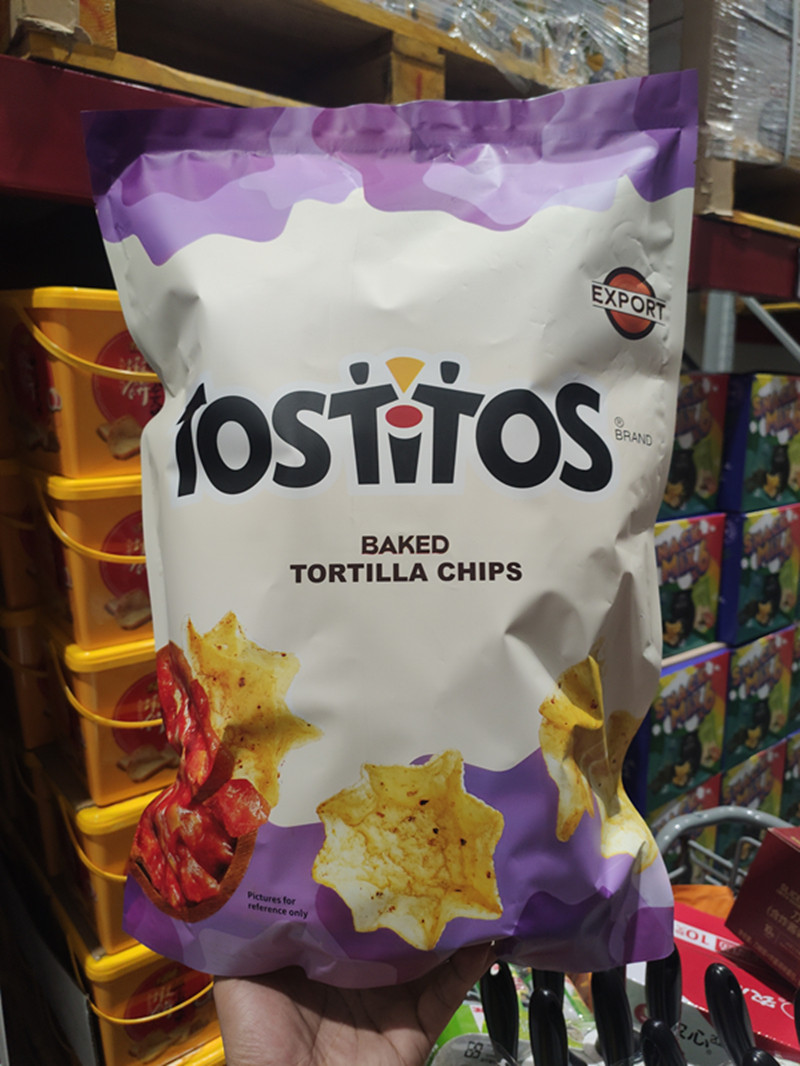 EXPORT
TOSTITOS
®
BRAND
BAKED
TORTILLA CHIPS
Pictures for
reference only